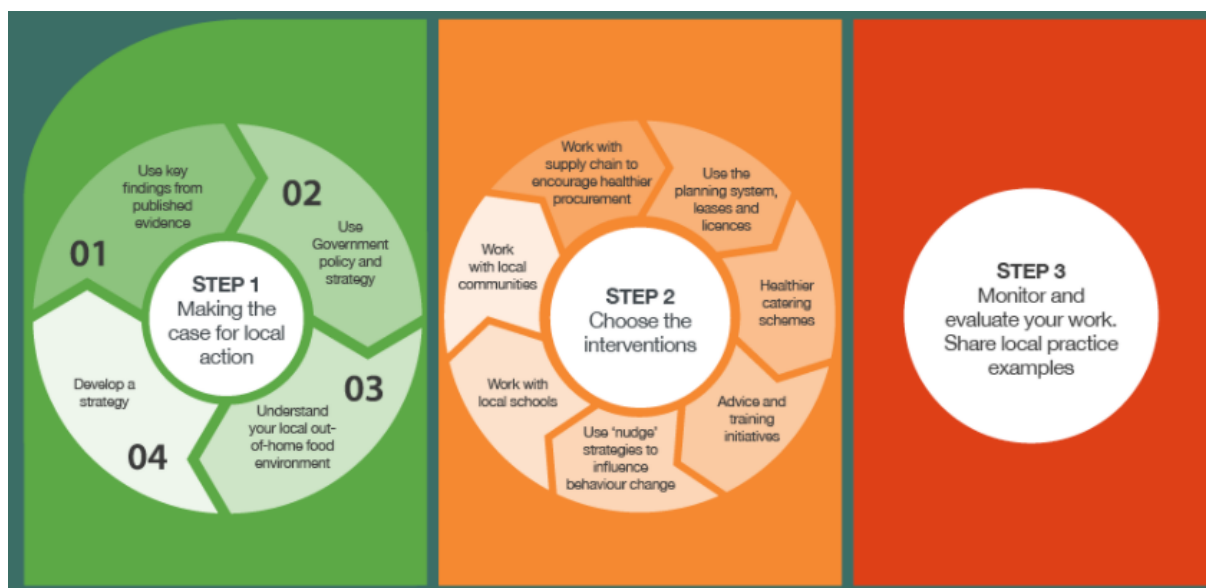 Use key
findings from
published
evidence
01
02
Use
Government
policy and
strategy
03
Understand
your local out-
of-home food
environment
Develop a
strategy
04
STEP 1
Making the
case for local
action
Work with
supply chain to
encourage healthier
procurement
Use the
planning system,
leases and
licences
Healthier
catering
schemes
Advice and
training
initiatives
Use ‘nudge’
strategies to
influence
behaviour change
Work with
local schools
Work
with local
communities
STEP 2
Choose the
interventions
STEP 3
Monitor and
evaluate your work.
Share local practice
examples